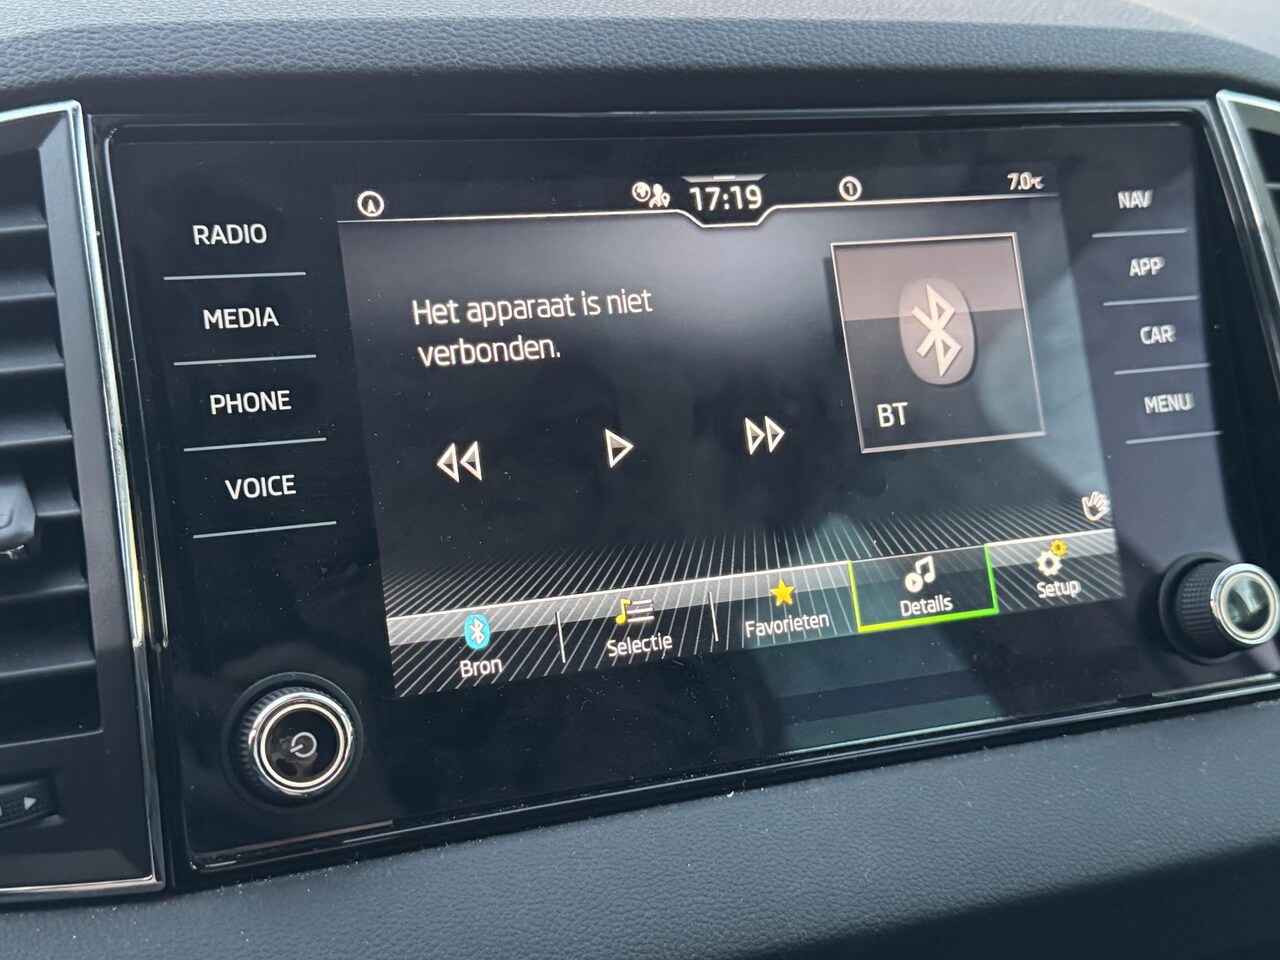 17:19
7.0°C
RADIO
MEDIA
PHONE
VOICE
Het apparaat is niet
verbonden.
BT
NAV
APP
CAR
MENU
Bron
Selectie
Favorieten
Details
Setup